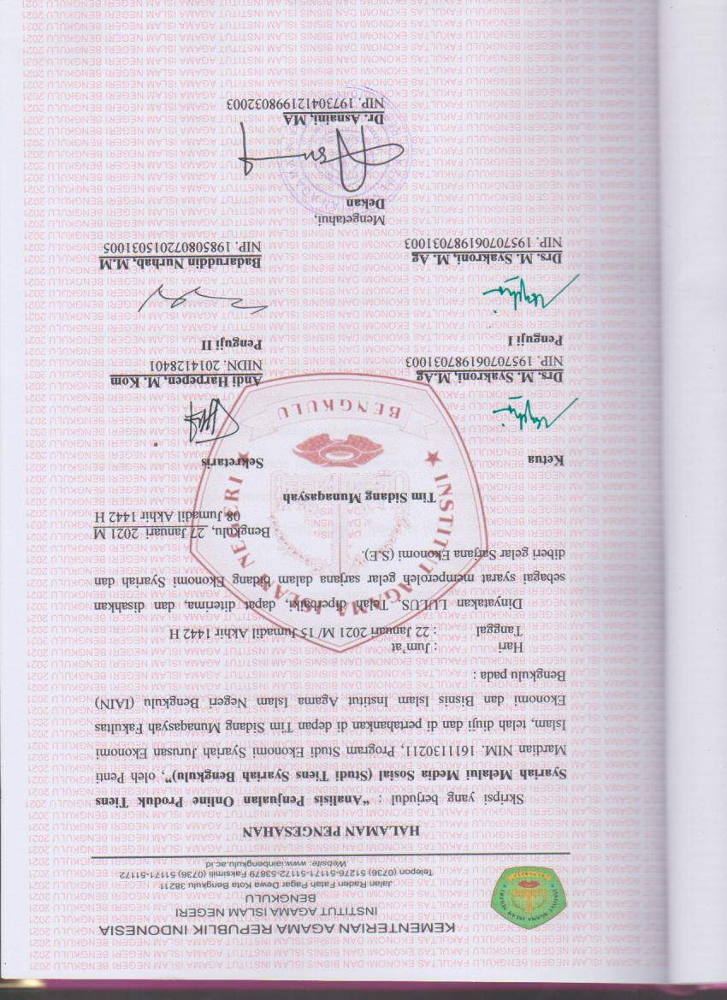 KEMENTERIAN AGAMA REPUBLIK INDONESIA
INSTITUT AGAMA ISLAM NEGERI
BENGKULU
Jalan Raden Fatah Pagar Dewa Kota Bengkulu 38211
Telepon (0736) 51276-51171-51172-53879 Faksimili (0736) 51171-51172
Website: www.iainbengkulu.ac.id
HALAMAN PENGESAHAN
Skripsi yang berjudul : “Analisis Penjualan Online Produk Tiens
Syariah Melalui Media Sosial (Studi Tiens Syariah Bengkulu)”, oleh Penti
Mardian NIM. 1611130211, Program Studi Ekonomi Syariah Jurusan Ekonomi
Islam, telah diuji dan di pertahankan di depan Tim Sidang Munaqasyah Fakultas
Ekonomi dan Bisnis Islam Institut Agama Islam Negeri Bengkulu (IAIN)
Bengkulu pada :
Hari : Jum’at
Tanggal : 22 Januari 2021 M/ 15 Jumadil Akhir 1442 H
Dinyatakan LULUS. Telah diperbaiki, dapat diterima, dan disahkan
sebagai syarat memperoleh gelar sarjana dalam bidang Ekonomi Syariah dan
diberi gelar Sarjana Ekonomi (S.E).
Bengkulu, 27 Januari 2021 M
08 Jumadil Akhir 1442 H
Tim Sidang Munaqasyah
Ketua Sekretaris
Drs. M. Syakroni, M.Ag Andi Harpepen, M. Kom
NIP. 195707061987031003 NIDN. 2014128401
Penguji I Penguji II
Drs. M. Syakroni, M. Ag Badaruddin Nurhab, M.M
NIP. 195707061987031003 NIP. 198508072015031005
Mengetahui,
Dekan
Dr. Asnaini, MA
NIP. 197304121998032003
INSTITUT AGAMA ISLAM NEGERI
BENGKULU